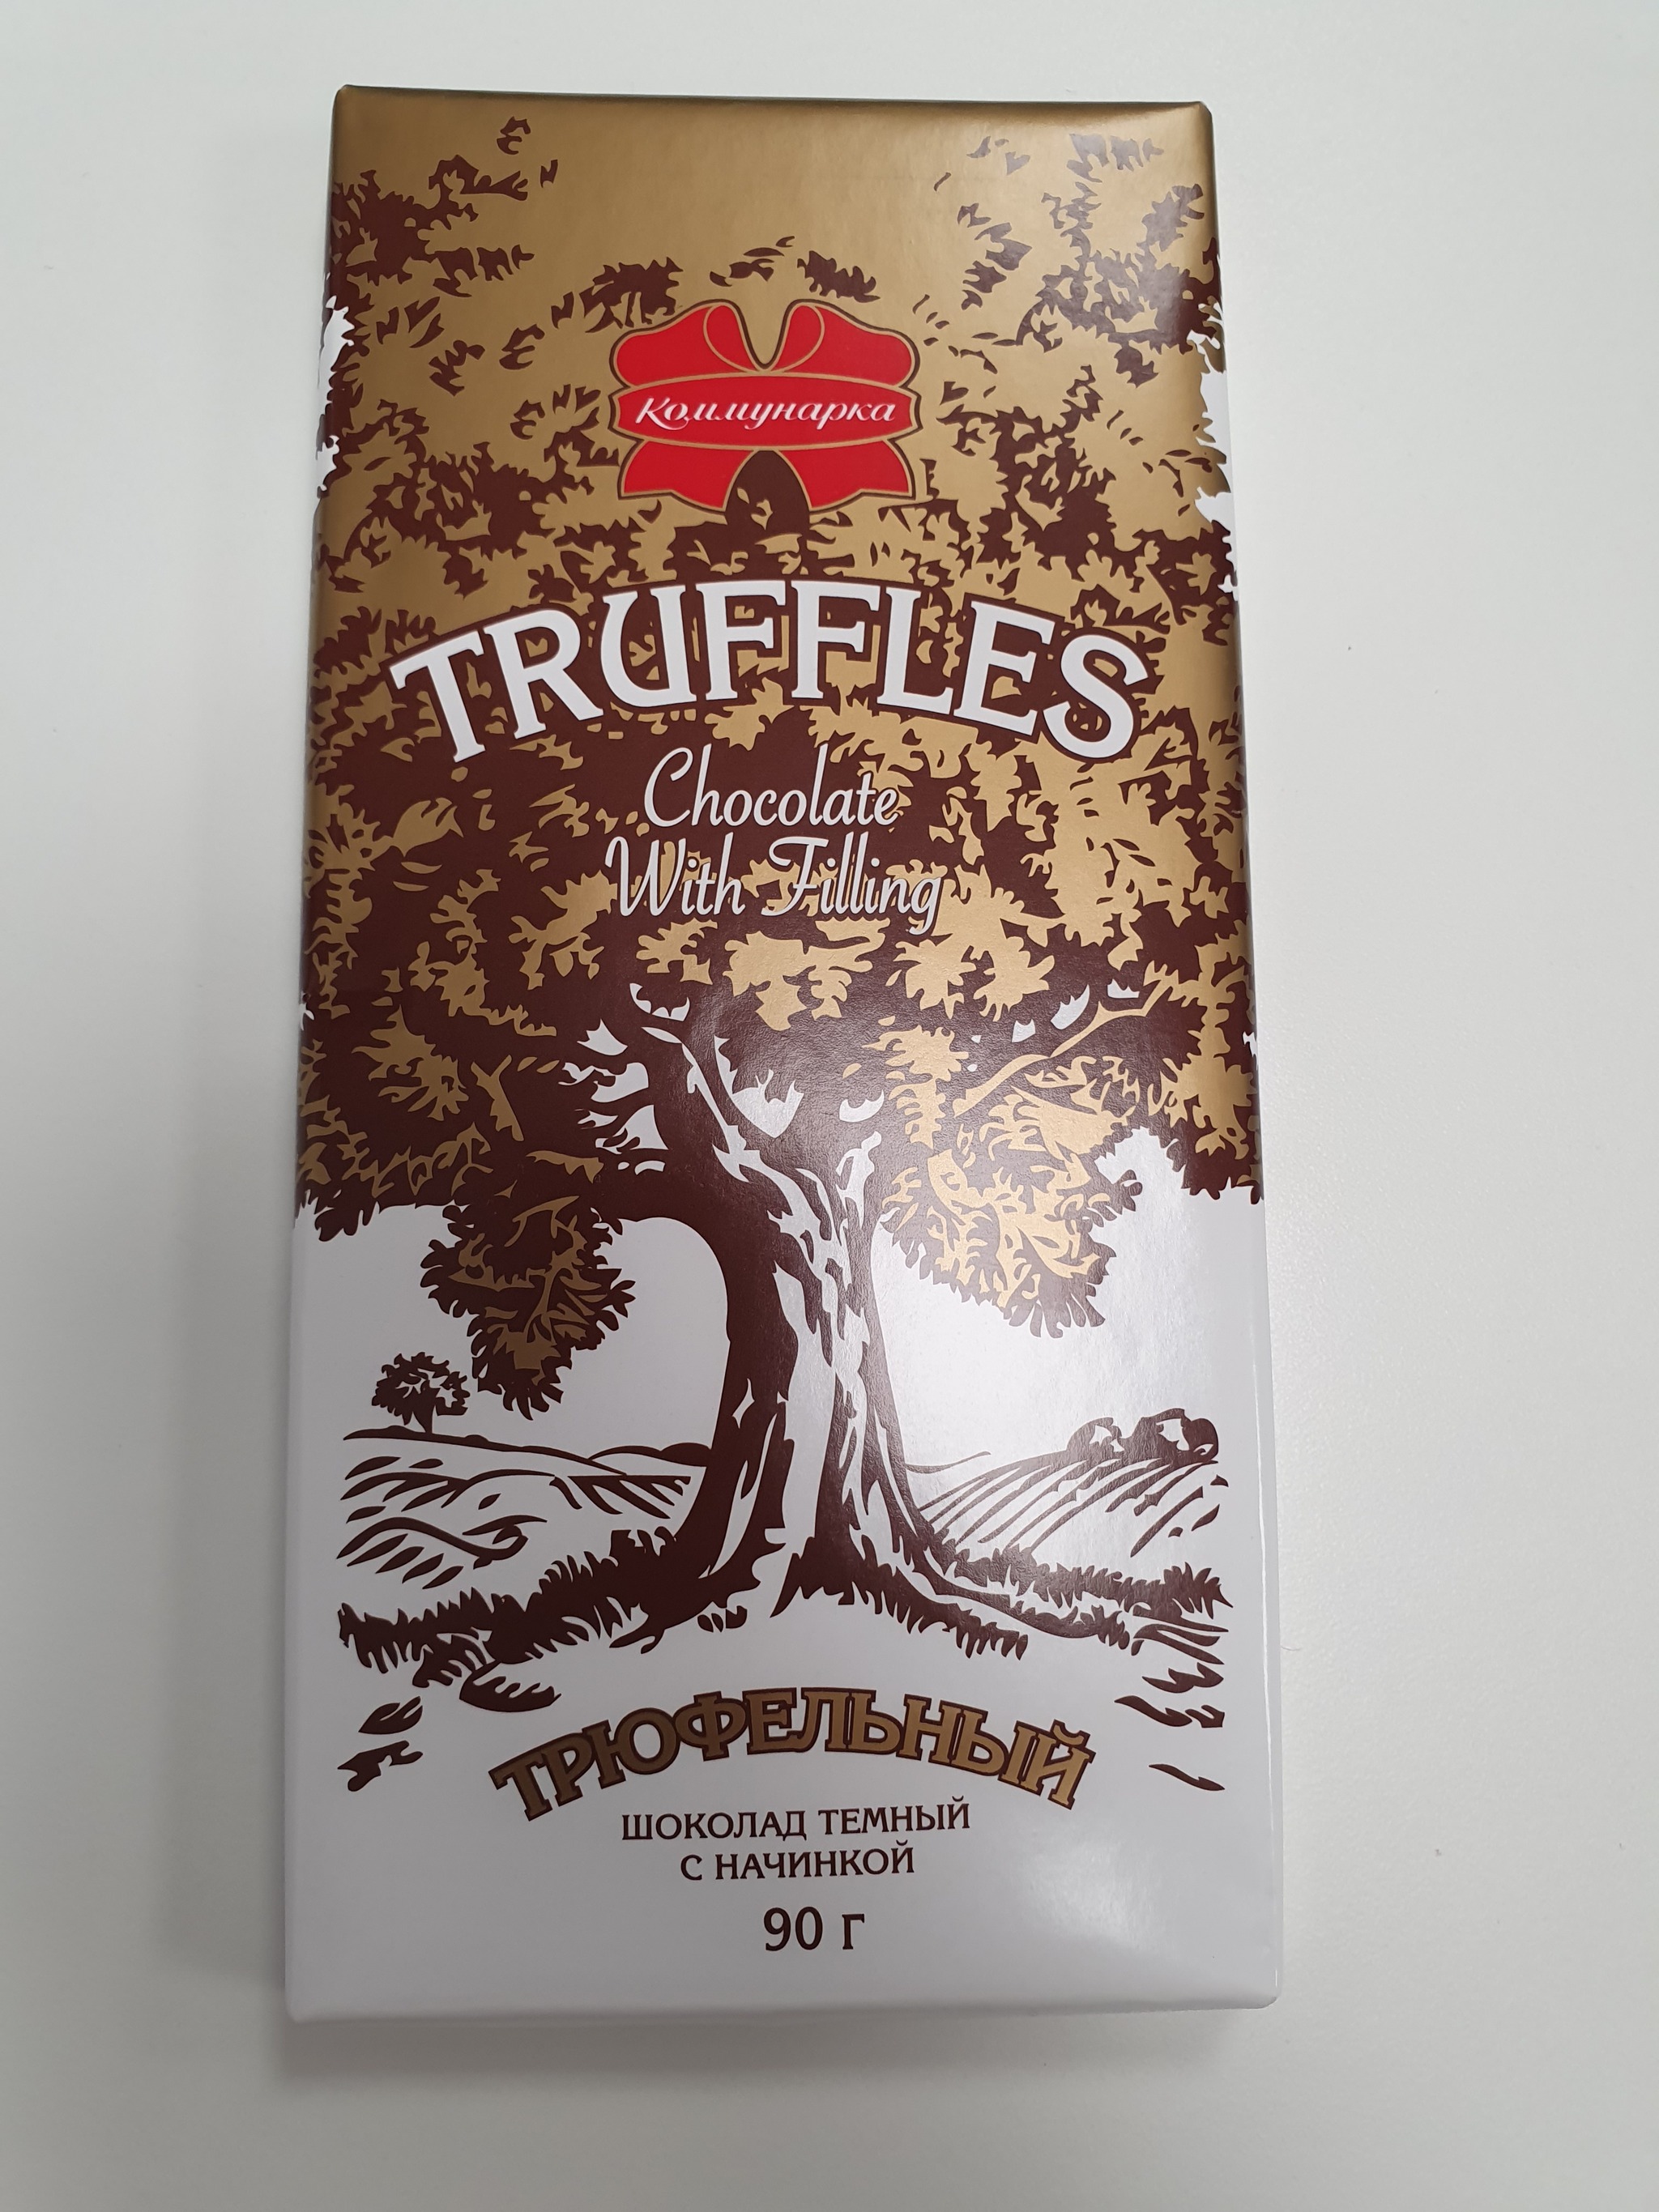 Коммунарка
TRUFFLES
Chocolate
With Filling
ТРЮФЕЛЬНЫЙ
ШОКОЛАД ТЕМНЫЙ
С НАЧИНКОЙ
90 г